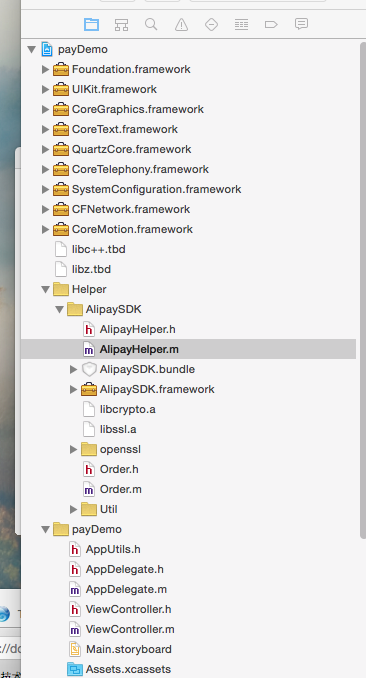 payDemo
Foundation.framework
UIKit.framework
CoreGraphics.framework
CoreText.framework
QuartzCore.framework
CoreTelephony.framework
SystemConfiguration.framework
CFNetwork.framework
CoreMotion.framework
libc++.tbd
libz.tbd
Helper
AlipaySDK
AlipayHelper.h
AlipayHelper.m
AlipaySDK.bundle
AlipaySDK.framework
libcrypto.a
libssl.a
openssl
Order.h
Order.m
Util
payDemo
AppUtils.h
AppDelegate.h
AppDelegate.m
ViewController.h
ViewController.m
Main.storyboard
Assets.xcassets